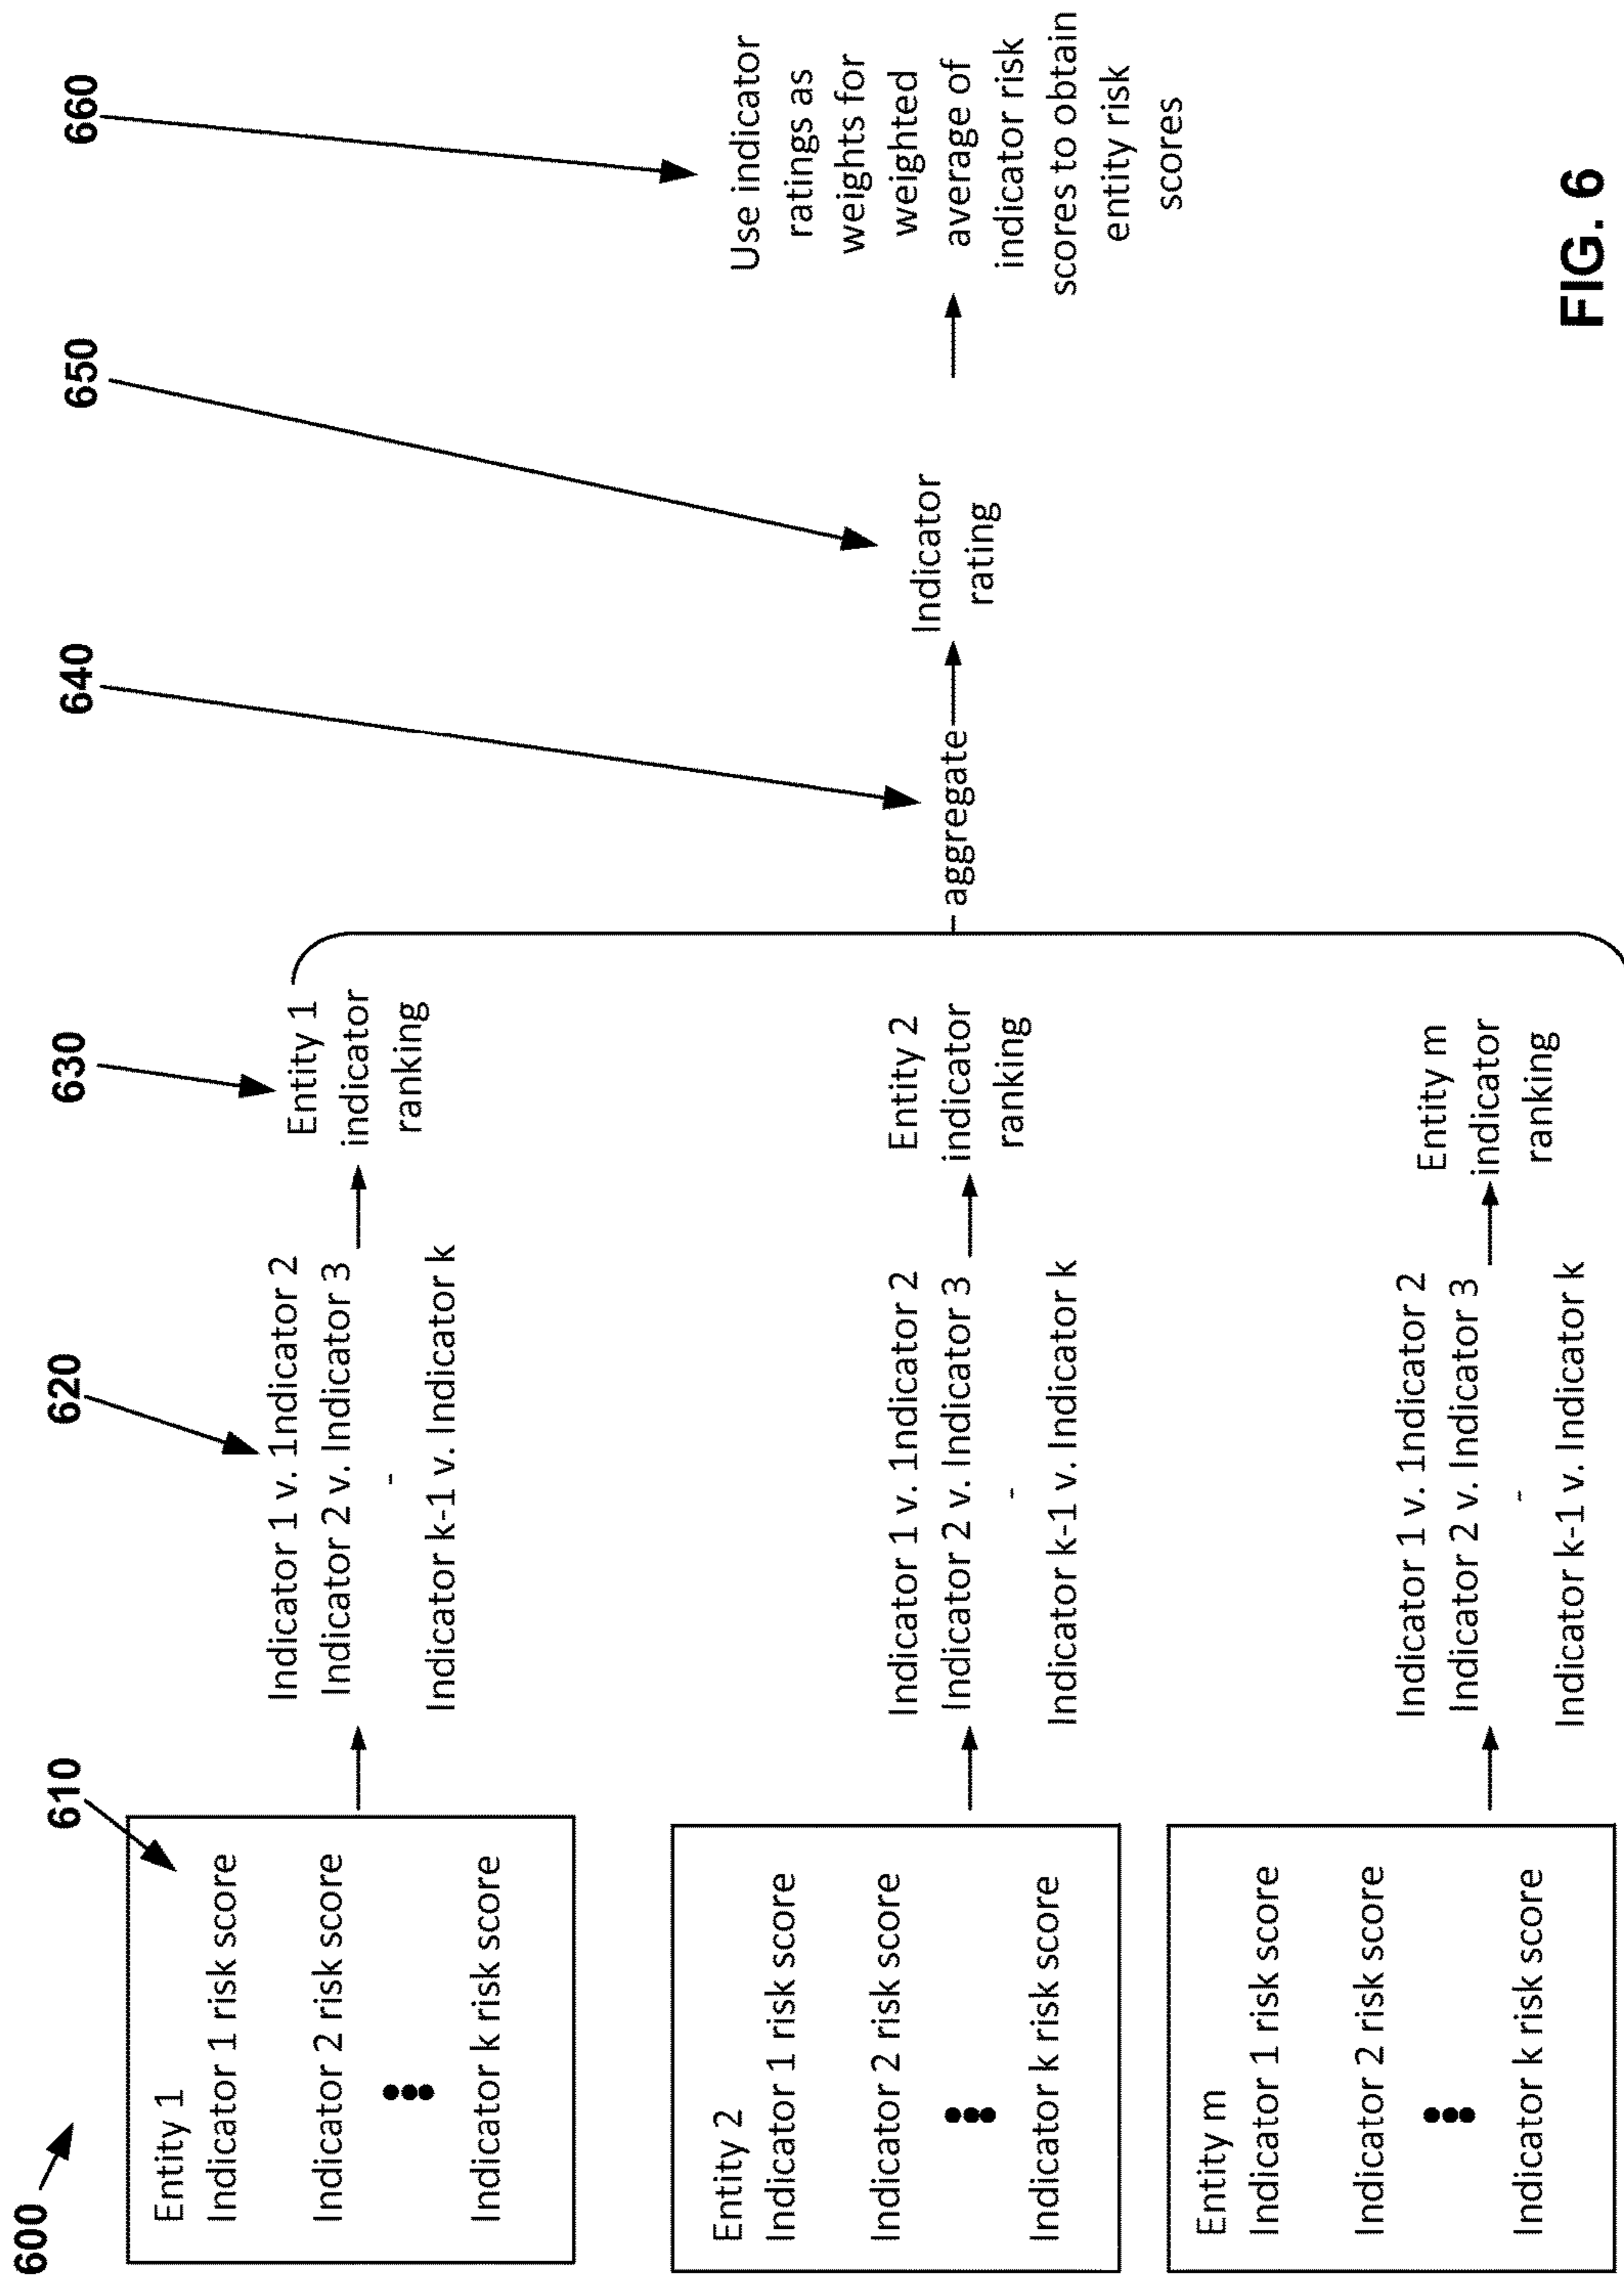 600
610
620
630
640
650
660
Entity 1
Indicator 1 risk score
Indicator 2 risk score
Indicator k risk score
Indicator 1 v. 1ndicator 2
Indicator 2 v. Indicator 3
-
Indicator k-1 v. Indicator k
Entity 1
indicator
ranking
Entity 2
Indicator 1 risk score
Indicator 2 risk score
Indicator k risk score
Indicator 1 v. 1ndicator 2
Indicator 2 v. Indicator 3
-
Indicator k-1 v. Indicator k
Entity 2
indicator
ranking
Entity m
Indicator 1 risk score
Indicator 2 risk score
Indicator k risk score
Indicator 1 v. 1ndicator 2
Indicator 2 v. Indicator 3
-
Indicator k-1 v. Indicator k
Entity m
indicator
ranking
aggregate
Indicator
rating
Use indicator
ratings as
weights for
weighted
average of
indicator risk
scores to obtain
entity risk
scores
FIG. 6